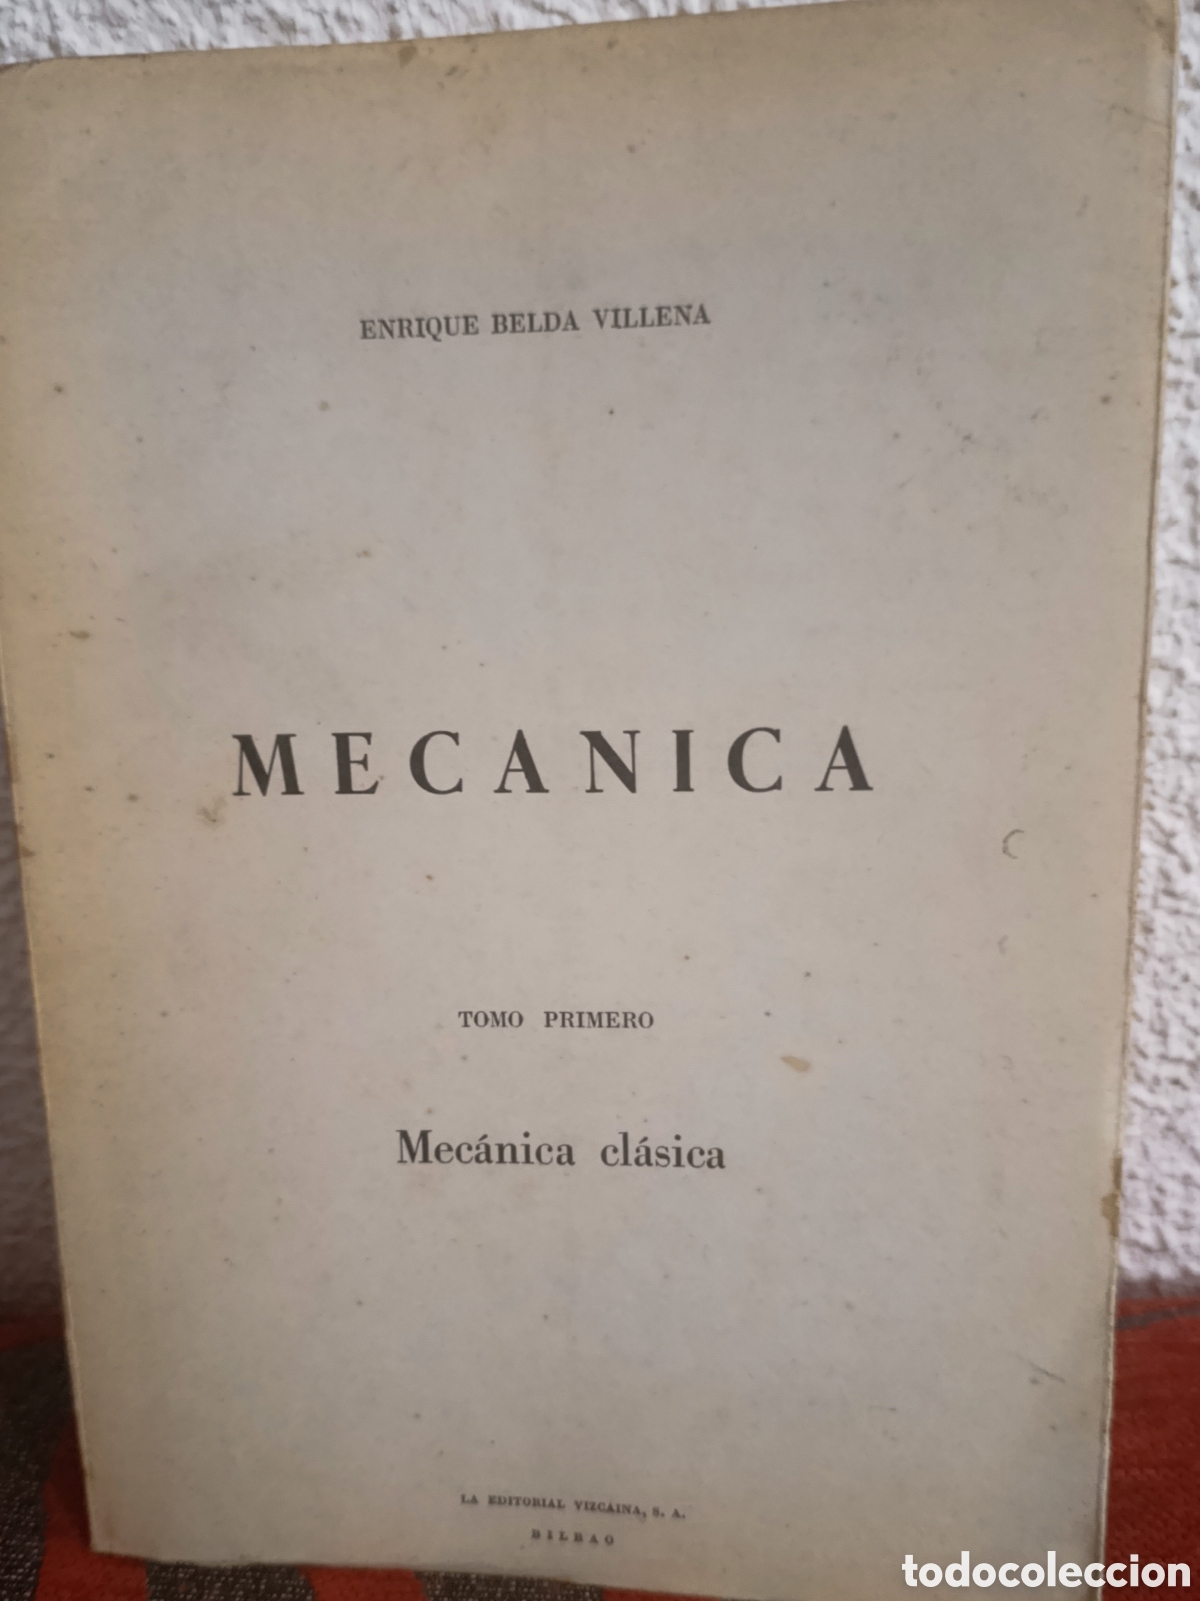 ENRIQUE BELDA VILLENA
MECANICA
TOMO PRIMERO
Mecánica clásica
LA EDITORIAL VIZCAINA, S. A.
BILBAO
todocoleccion